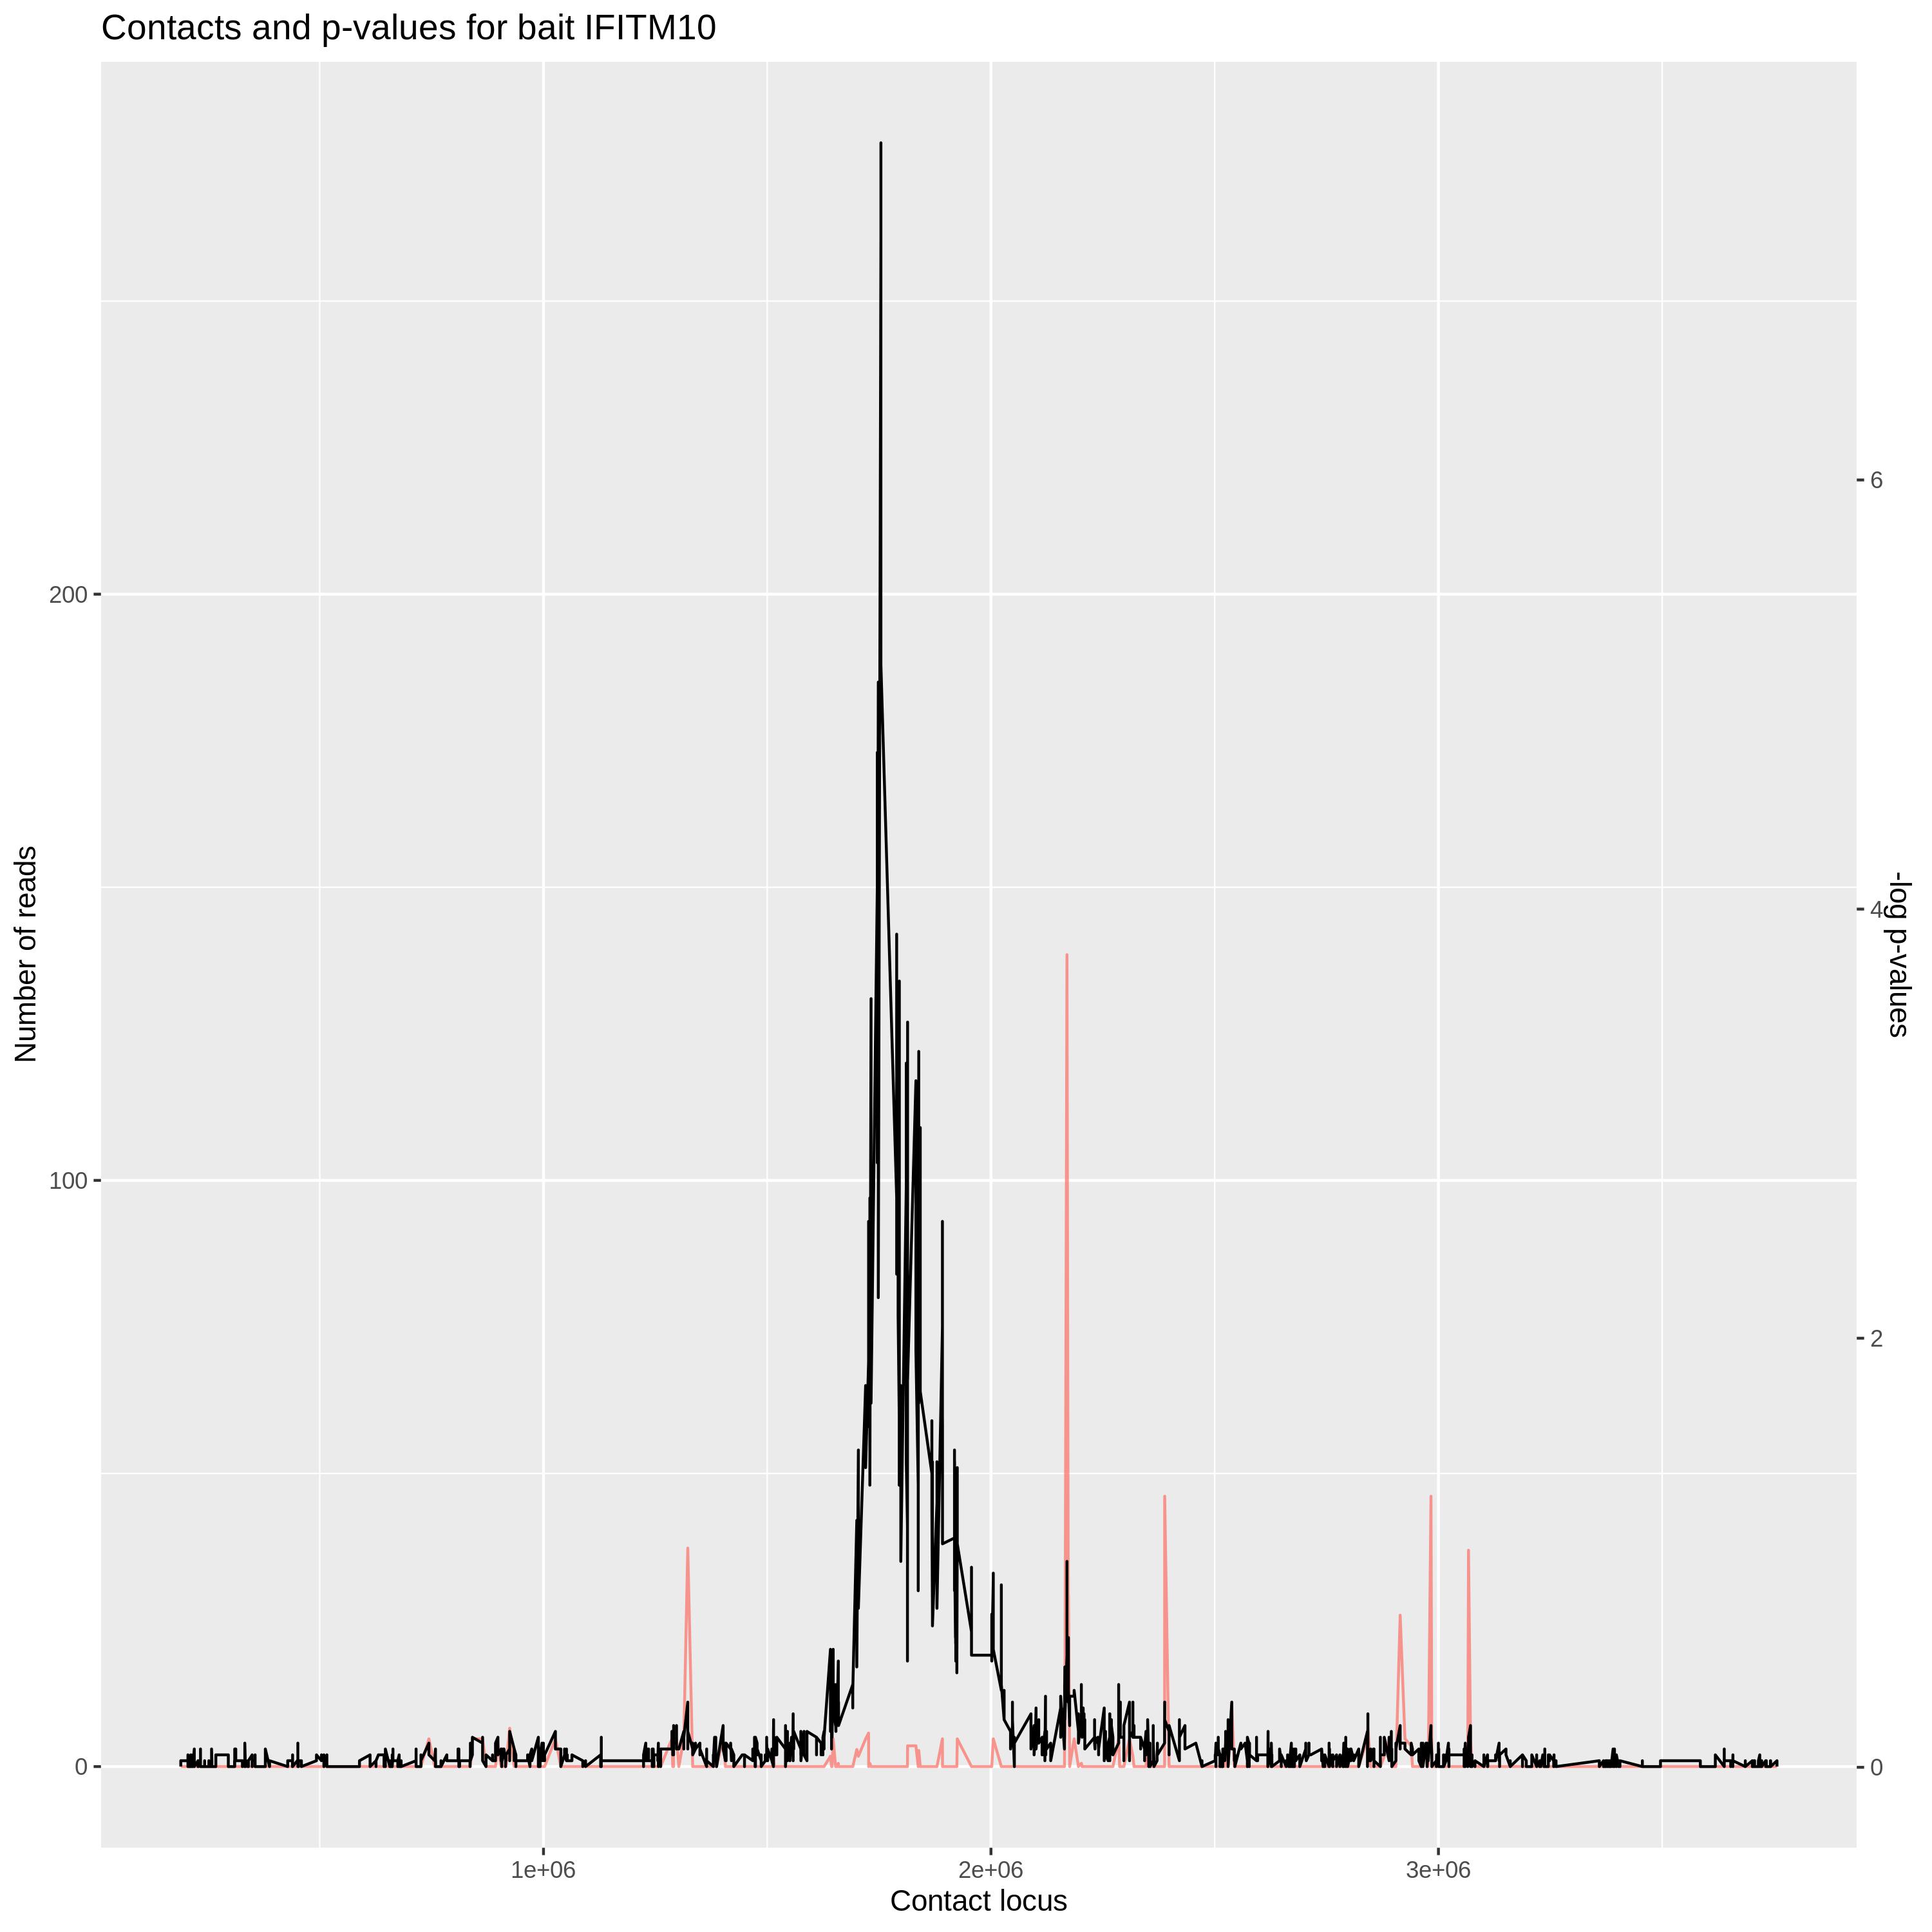 Contacts and p-values for bait IFITM10
Number of reads
200
100
0
6
4
2
0
-log p-values
1e+06
2e+06
3e+06
Contact locus